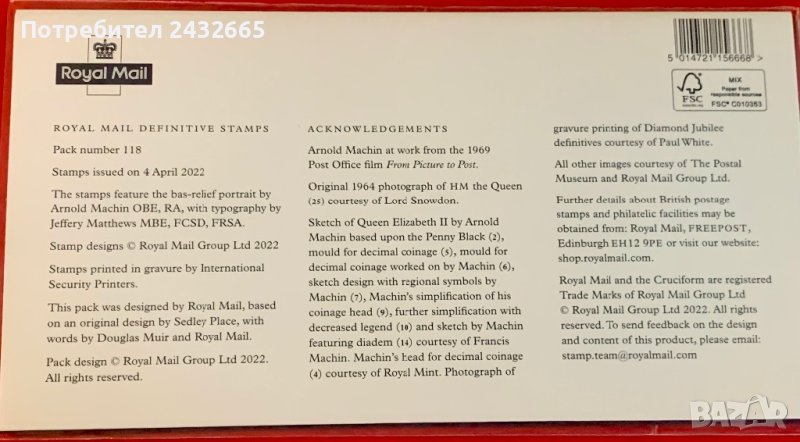 Потребител 2432665
Royal Mail
ROYAL MAIL DEFINITIVE STAMPS
Pack number 118
Stamps issued on 4 April 2022
The stamps feature the bas-relief portrait by
Arnold Machin OBE, RA, with typography by
Jeffery Matthews MBE, FCSD, FRSA.
Stamp designs © Royal Mail Group Ltd 2022
Stamps printed in gravure by International
Security Printers.
This pack was designed by Royal Mail, based
on an original design by Sedley Place, with
words by Douglas Muir and Royal Mail.
Pack design © Royal Mail Group Ltd 2022.
All rights reserved.
ACKNOWLEDGEMENTS
Arnold Machin at work from the 1969
Post Office film From Picture to Post.
Original 1964 photograph of HM the Queen
(25) courtesy of Lord Snowdon.
Sketch of Queen Elizabeth II by Arnold
Machin based upon the Penny Black (2),
mould for decimal coinage (5), mould for
decimal coinage worked on by Machin (6),
sketch design with regional symbols by
Machin (7), Machin's simplification of his
coinage head (9), further simplification with
decreased legend (10) and sketch by Machin
featuring diadem (14) courtesy of Francis
Machin. Machin's head for decimal coinage
(4) courtesy of Royal Mint. Photograph of
5 014721 156668 >
FSC
MIX
Paper from
responsible sources
FSC® C010353
gravure printing of Diamond Jubilee
definitives courtesy of Paul White.
All other images courtesy of The Postal
Museum and Royal Mail Group Ltd.
Further details about British postage
stamps and philatelic facilities may be
obtained from: Royal Mail, FREEPOST,
Edinburgh EH12 9PE or visit our website:
shop.royalmail.com.
Royal Mail and the Cruciform are registered
Trade Marks of Royal Mail Group Ltd
© Royal Mail Group Ltd 2022. All rights
reserved. To send feedback on the design
and content of this product, please email:
stamp.team@royalmail.com
BAZAR